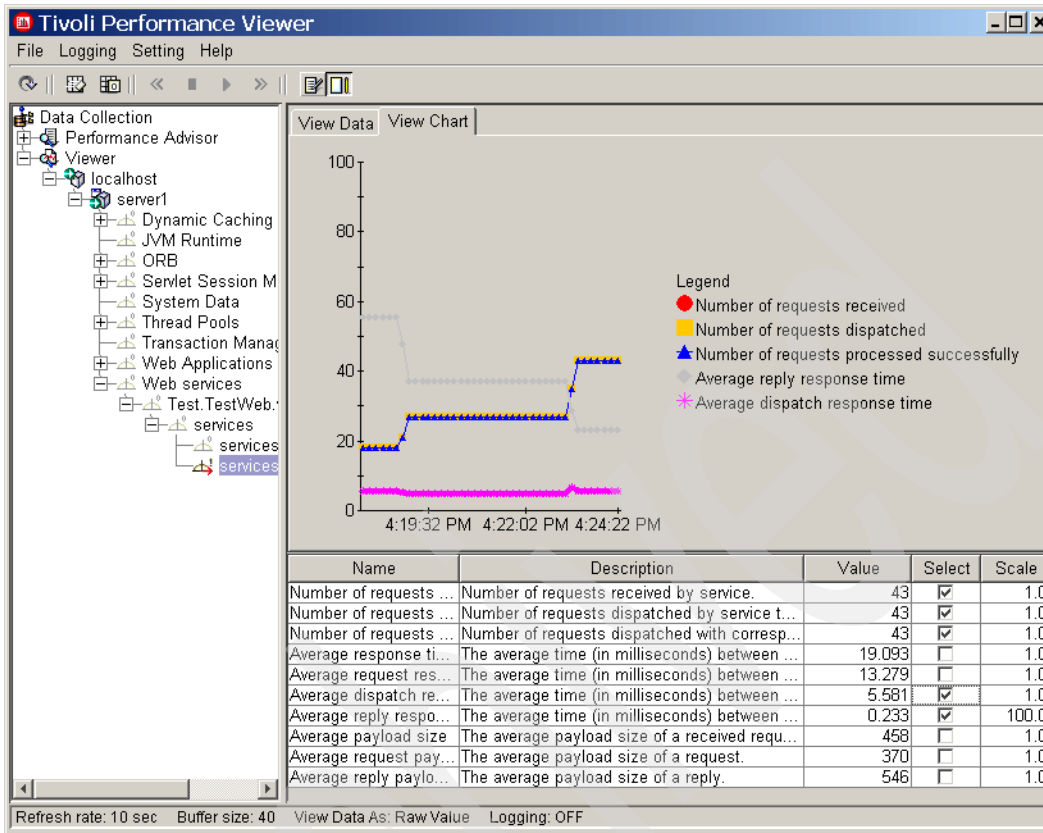 Tivoli Performance Viewer
File Logging Setting Help
Data Collection
Performance Advisor
Viewer
localhost
server1
Dynamic Caching
JVM Runtime
ORB
Servlet Session M
System Data
Thread Pools
Transaction Manag
Web Applications
Web services
Test.TestWeb.
services
services
services
View Data View Chart
100
80
60
40
20
0
4:19:32 PM 4:22:02 PM 4:24:22 PM
Legend
Number of requests received
Number of requests dispatched
Number of requests processed successfully
Average reply response time
Average dispatch response time
Name Description Value Select Scale
Number of requests ... Number of requests received by service. 43 1.0
Number of requests ... Number of requests dispatched by service t... 43 1.0
Number of requests ... Number of requests dispatched with corresp... 43 1.0
Average response ti... The average time (in milliseconds) between ... 19.093 1.0
Average request res... The average time (in milliseconds) between ... 13.279 1.0
Average dispatch re... The average time (in milliseconds) between ... 5.581 1.0
Average reply respo... The average time (in milliseconds) between ... 0.233 100.0
Average payload size The average payload size of a received requ... 458 1.0
Average request pay... The average payload size of a request. 370 1.0
Average reply paylo... The average payload size of a reply. 546 1.0
Refresh rate: 10 sec Buffer size: 40 View Data As: Raw Value Logging: OFF